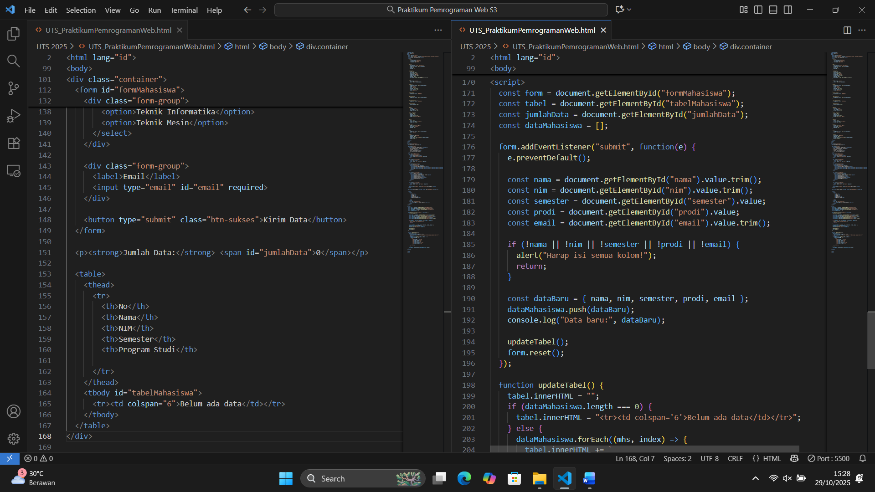 File Edit Selection View Go Run Terminal Help
Praktikum Pemrograman Web S3
UTS_PraktikumPemrogramanWeb.html
UTS 2025 > UTS_PraktikumPemrogramanWeb.html > html > body > div.container
2 <html lang="id">
99 <body>
101 <div class="container">
112 <form id="formMahasiswa">
132 <div class="form-group">
138 <option>Teknik Informatika</option>
139 <option>Teknik Mesin</option>
140 </select>
141 </div>
142
143 <div class="form-group">
144 <label>Email</label>
145 <input type="email" id="email" required>
146 </div>
147
148 <button type="submit" class="btn-sukses">Kirim Data</button>
149 </form>
150
151 <p><strong>Jumlah Data:</strong> <span id="jumlahData">0</span></p>
152
153 <table>
154 <thead>
155 <tr>
156 <th>No</th>
157 <th>Nama</th>
158 <th>NIM</th>
159 <th>Semester</th>
160 <th>Program Studi</th>
161
162 </tr>
163 </thead>
164 <tbody id="tabelMahasiswa">
165 <tr><td colspan="6">Belum ada data</td></tr>
166 </tbody>
167 </table>
168 </div>
169
UTS_PraktikumPemrogramanWeb.html
UTS 2025 > UTS_PraktikumPemrogramanWeb.html > html > body > div.container
2 <html lang="id">
99 <body>
170 <script>
171 const form = document.getElementById("formMahasiswa");
172 const tabel = document.getElementById("tabelMahasiswa");
173 const jumlahData = document.getElementById("jumlahData");
174 const dataMahasiswa = [];
175
176 form.addEventListener("submit", function(e) {
177 e.preventDefault();
178
179 const nama = document.getElementById("nama").value.trim();
180 const nim = document.getElementById("nim").value.trim();
181 const semester = document.getElementById("semester").value;
182 const prodi = document.getElementById("prodi").value;
183 const email = document.getElementById("email").value.trim();
184
185 if (!nama || !nim || !semester || !prodi || !email) {
186 alert("Harap isi semua kolom!");
187 return;
188 }
189
190 const dataBaru = { nama, nim, semester, prodi, email };
191 dataMahasiswa.push(dataBaru);
192 console.log("Data baru:", dataBaru);
193
194 updateTabel();
195 form.reset();
196 });
197
198 function updateTabel() {
199 tabel.innerHTML = "";
200 if (dataMahasiswa.length === 0) {
201 tabel.innerHTML = "<tr><td colspan='6'>Belum ada data</td></tr>";
202 } else {
203 dataMahasiswa.forEach((mhs, index) => {
204 tabel.innerHTML +=
0 0
Ln 168, Col 7 Spaces: 2 UTF-8 CRLF {} HTML Port : 5500
5
30°C
Berawan
Search
15:28
29/10/2025